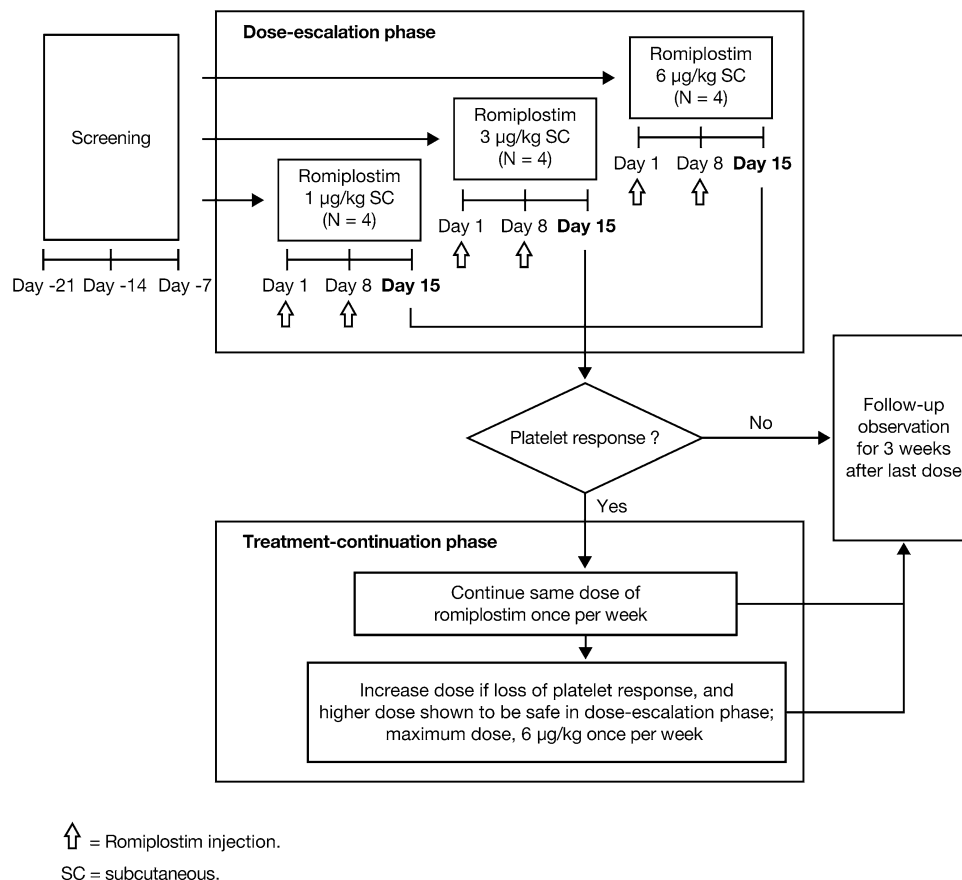 Dose-escalation phase
Screening
Day -21 Day -14 Day -7
Romiplostim
1 µg/kg SC
(N = 4)
Day 1 Day 8 Day 15
Romiplostim
3 µg/kg SC
(N = 4)
Day 1 Day 8 Day 15
Romiplostim
6 µg/kg SC
(N = 4)
Day 1 Day 8 Day 15
Platelet response ?
No
Follow-up
observation
for 3 weeks
after last dose
Yes
Treatment-continuation phase
Continue same dose of
romiplostim once per week
Increase dose if loss of platelet response, and
higher dose shown to be safe in dose-escalation phase;
maximum dose, 6 µg/kg once per week
= Romiplostim injection.
SC = subcutaneous.